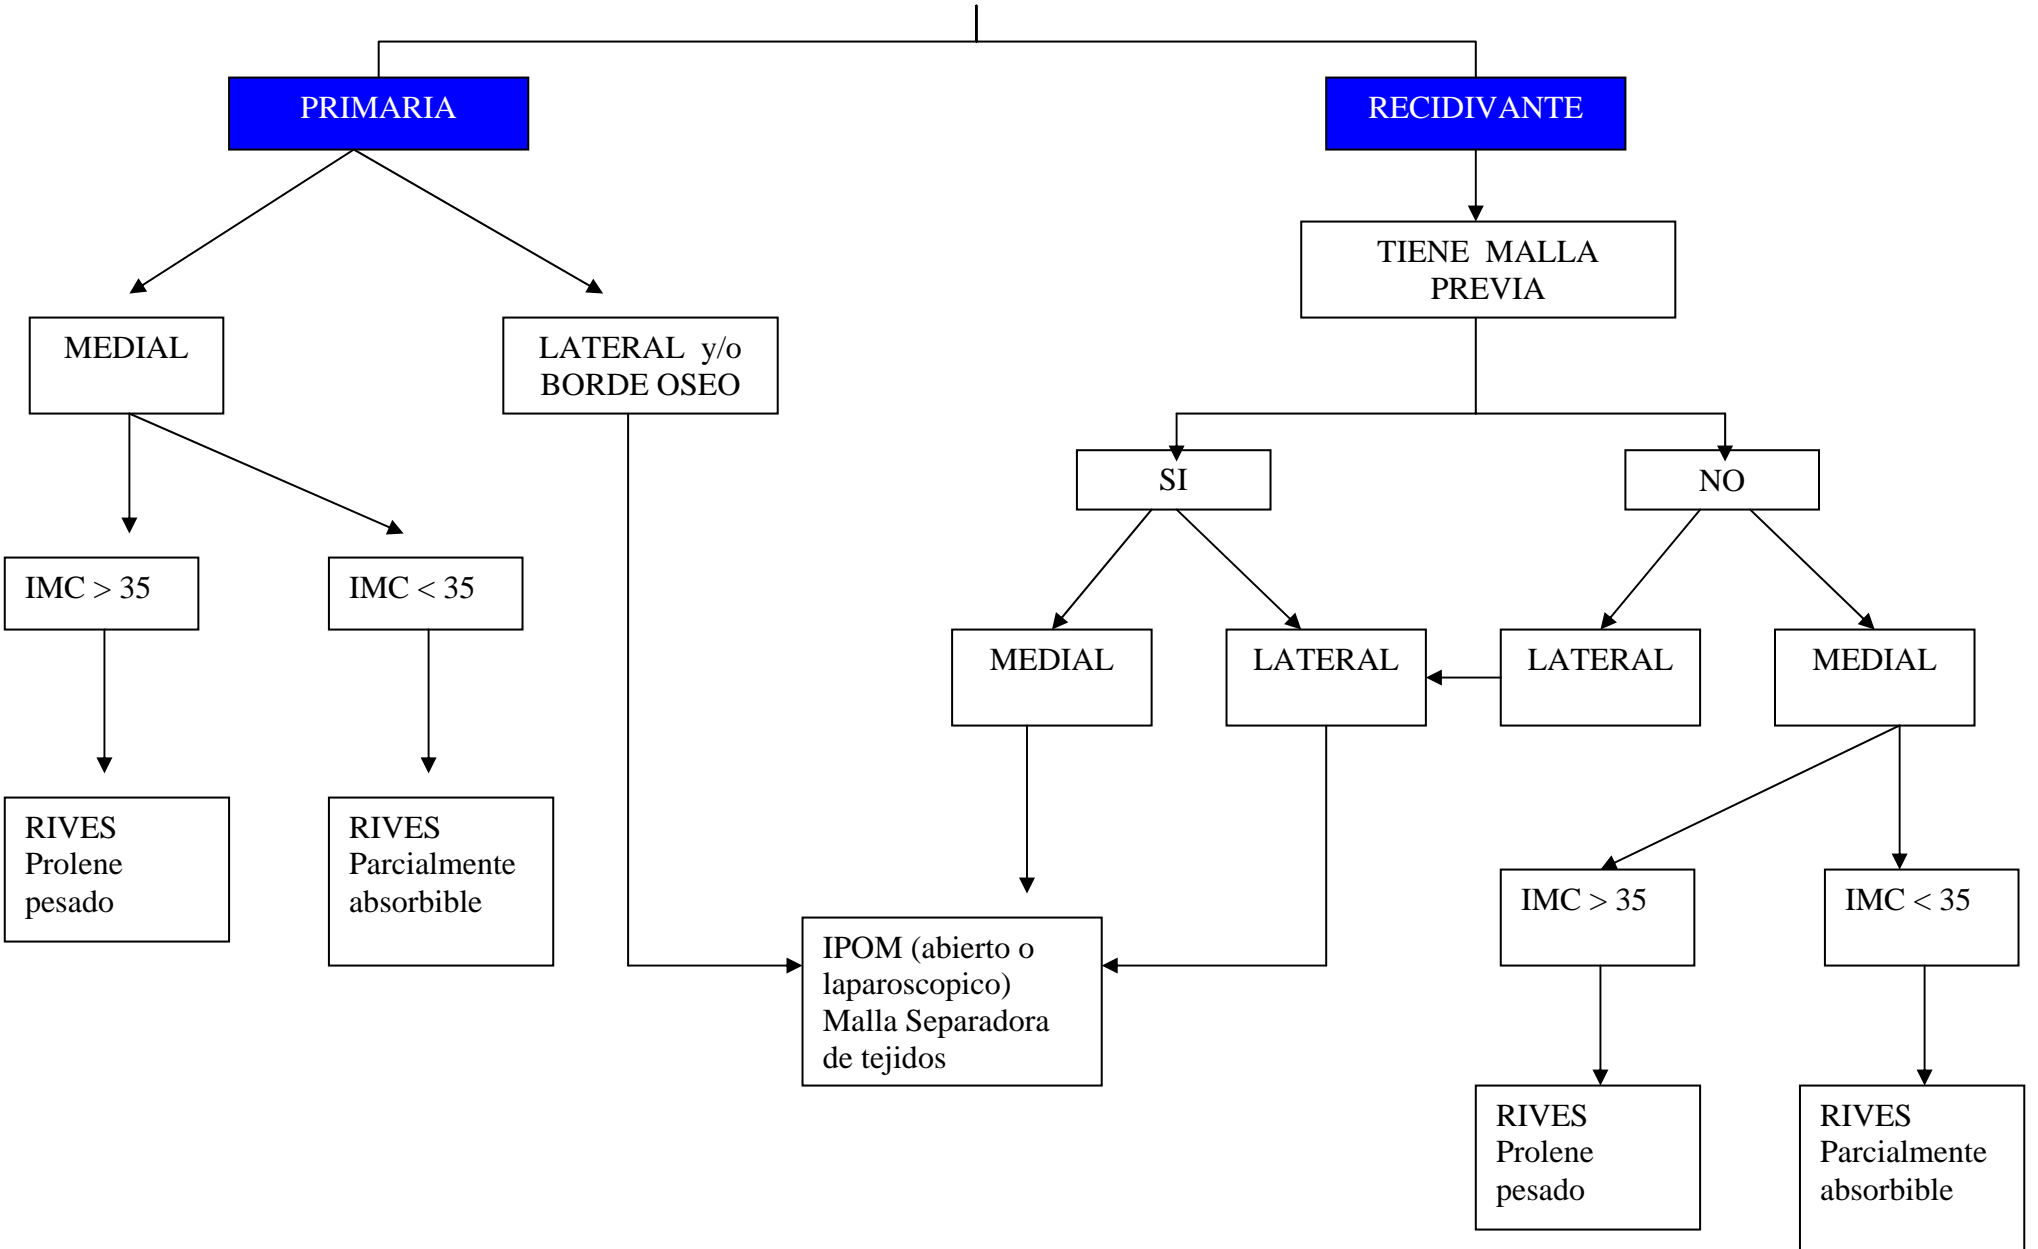 PRIMARIA
RECIDIVANTE
TIENE MALLA
PREVIA
MEDIAL
LATERAL y/o
BORDE OSEO
SI
NO
IMC > 35
IMC < 35
MEDIAL
LATERAL
LATERAL
MEDIAL
RIVES
Prolene
pesado
RIVES
Parcialmente
absorbible
IPOM (abierto o
laparoscopico)
Malla Separadora
de tejidos
IMC > 35
IMC < 35
RIVES
Prolene
pesado
RIVES
Parcialmente
absorbible